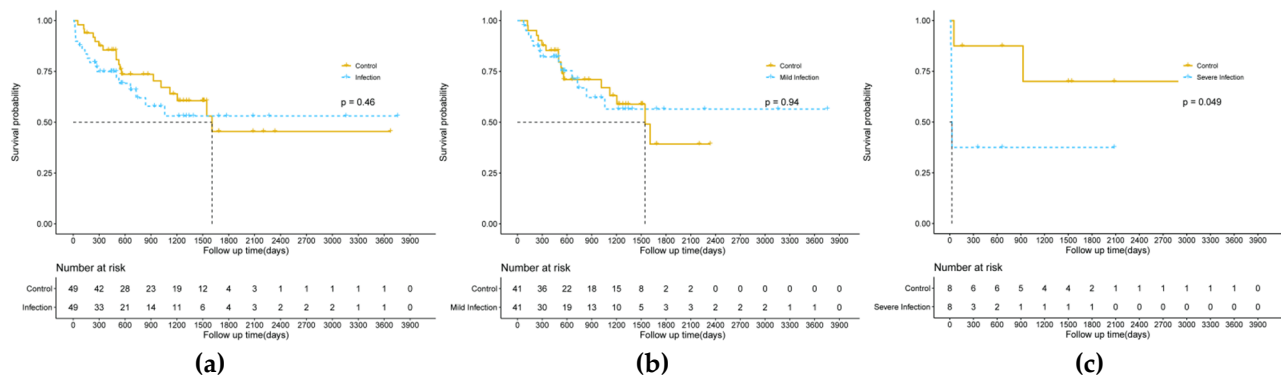 1.00
0.75
0.50
0.25
0.00
Survival probability
Control
Infection
p = 0.46
0 300 600 900 1200 1500 1800 2100 2400 2700 3000 3300 3600 3900
Follow up time(days)
Number at risk
Control 49 42 28 23 19 12 4 3 1 1 1 1 1 0
Infection 49 33 21 14 11 6 4 3 2 2 2 1 1 0
0 300 600 900 1200 1500 1800 2100 2400 2700 3000 3300 3600 3900
Follow up time(days)
(a)
1.00
0.75
0.50
0.25
0.00
Survival probability
Control
Mild Infection
p = 0.94
0 300 600 900 1200 1500 1800 2100 2400 2700 3000 3300 3600 3900
Follow up time(days)
Number at risk
Control 41 36 22 18 15 8 2 2 0 0 0 0 0 0
Mild Infection 41 30 19 13 10 5 3 3 2 2 2 1 1 0
0 300 600 900 1200 1500 1800 2100 2400 2700 3000 3300 3600 3900
Follow up time(days)
(b)
1.00
0.75
0.50
0.25
0.00
Survival probability
Control
Severe Infection
p = 0.049
0 300 600 900 1200 1500 1800 2100 2400 2700 3000 3300 3600 3900
Follow up time(days)
Number at risk
Control 8 6 6 5 4 4 2 1 1 1 1 1 1 0
Severe Infection 8 3 2 1 1 1 1 0 0 0 0 0 0 0
0 300 600 900 1200 1500 1800 2100 2400 2700 3000 3300 3600 3900
Follow up time(days)
(c)